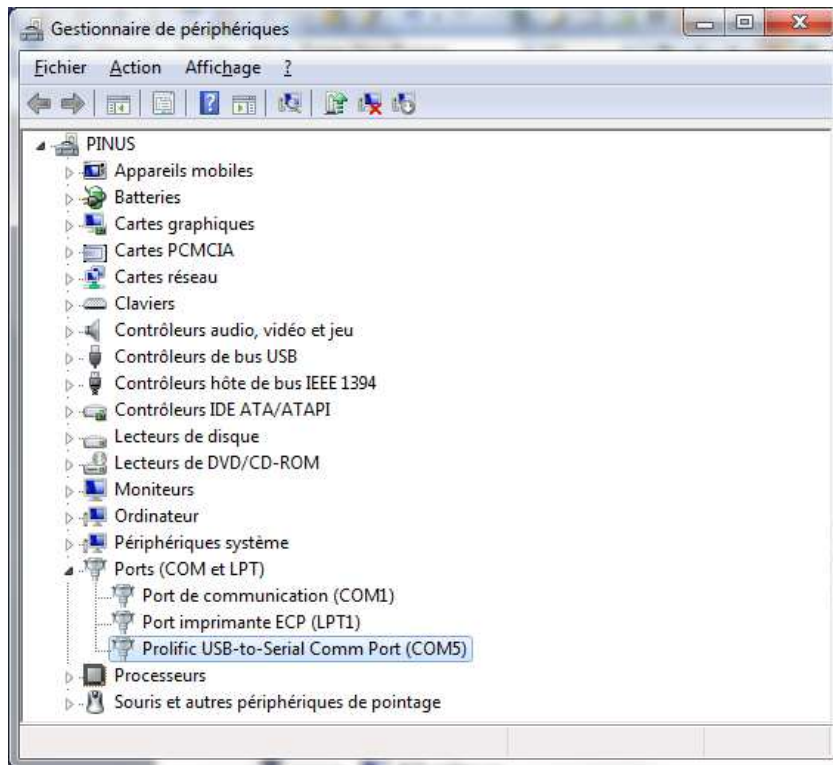 Gestionnaire de périphériques
Fichier Action Affichage ?
PINUS
Appareils mobiles
Batteries
Cartes graphiques
Cartes PCMCIA
Cartes réseau
Claviers
Contrôleurs audio, vidéo et jeu
Contrôleurs de bus USB
Contrôleurs hôte de bus IEEE 1394
Contrôleurs IDE ATA/ATAPI
Lecteurs de disque
Lecteurs de DVD/CD-ROM
Moniteurs
Ordinateur
Périphériques système
Ports (COM et LPT)
Port de communication (COM1)
Port imprimante ECP (LPT1)
Prolific USB-to-Serial Comm Port (COM5)
Processeurs
Souris et autres périphériques de pointage